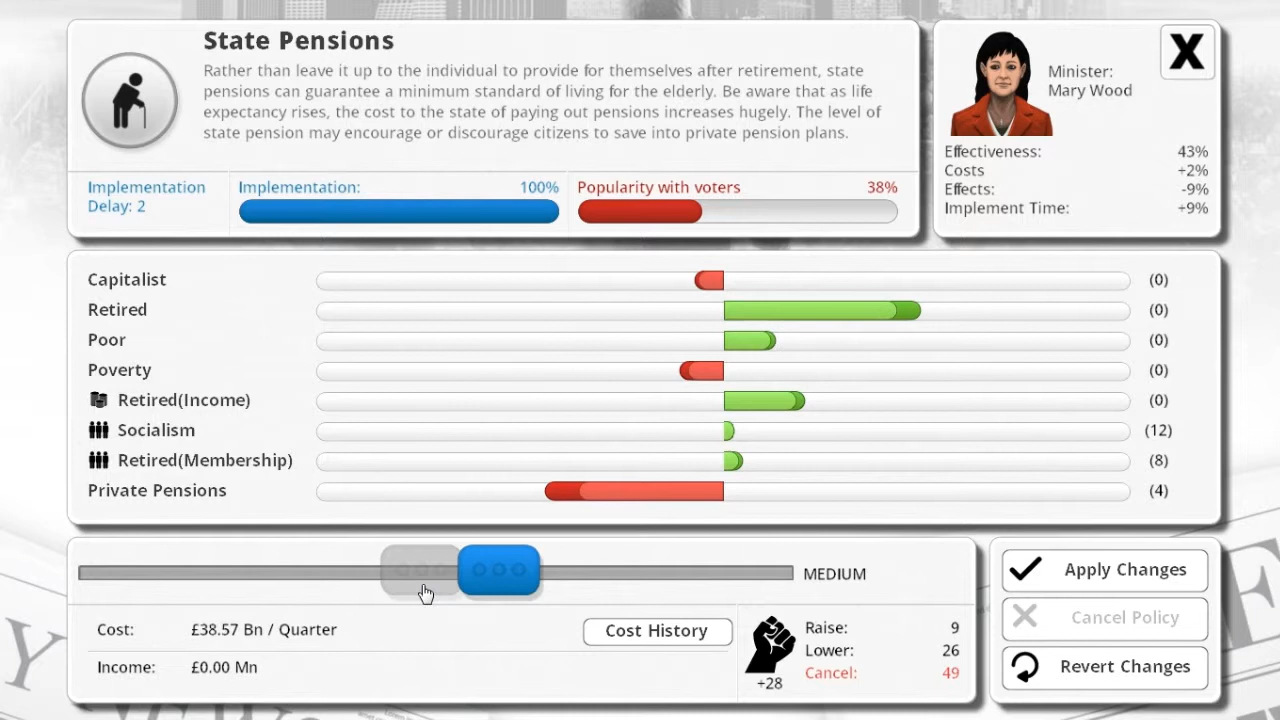 State Pensions
Rather than leave it up to the individual to provide for themselves after retirement, state
pensions can guarantee a minimum standard of living for the elderly. Be aware that as life
expectancy rises, the cost to the state of paying out pensions increases hugely. The level of
state pension may encourage or discourage citizens to save into private pension plans.
Implementation
Delay: 2
Implementation: 100%
Popularity with voters 38%
X
Minister:
Mary Wood
Effectiveness: 43%
Costs +2%
Effects: -9%
Implement Time: +9%
Capitalist (0)
Retired (0)
Poor (0)
Poverty (0)
Retired(Income) (0)
Socialism (12)
Retired(Membership) (8)
Private Pensions (4)
MEDIUM
Cost: £38.57 Bn / Quarter
Cost History
Income: £0.00 Mn
+28
Raise: 9
Lower: 26
Cancel: 49
Apply Changes
Cancel Policy
Revert Changes